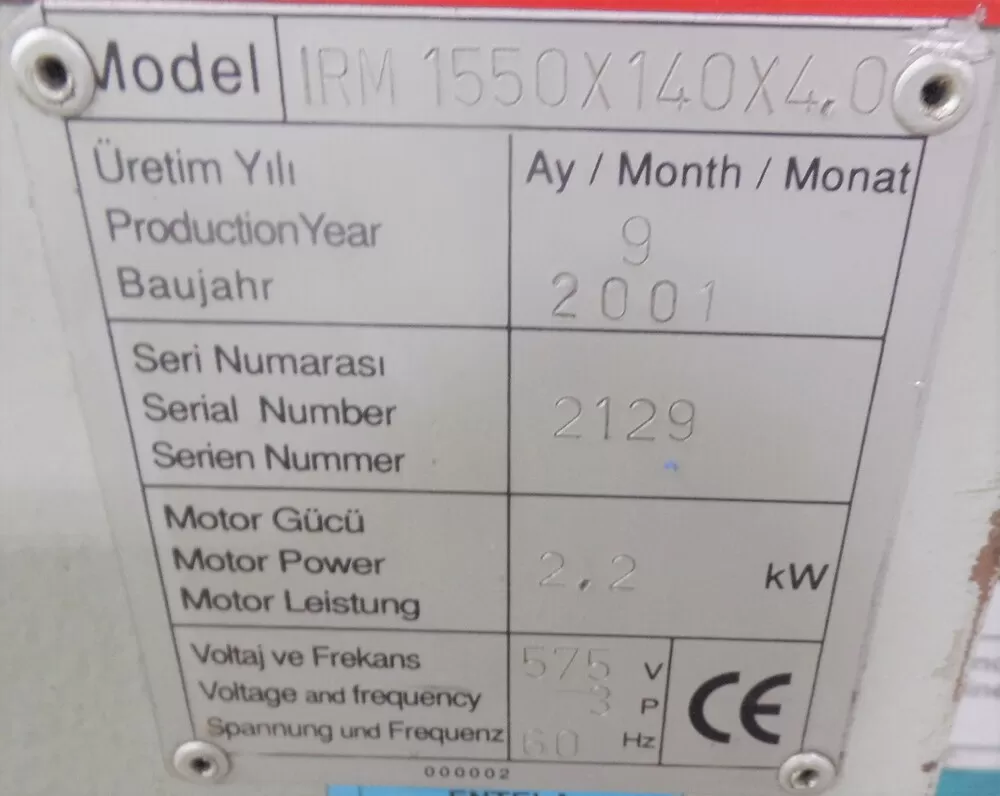 Model IRM 1550X140X4.0
Üretim Yılı Ay / Month / Monat
Production Year 9
Baujahr 2001
Seri Numarası
Serial Number 2129
Serien Nummer
Motor Gücü
Motor Power 2.2 kW
Motor Leistung
Voltaj ve Frekans 575 V
Voltage and frequency 3 P
Spannung und Frequenz 60 Hz
CE
000002